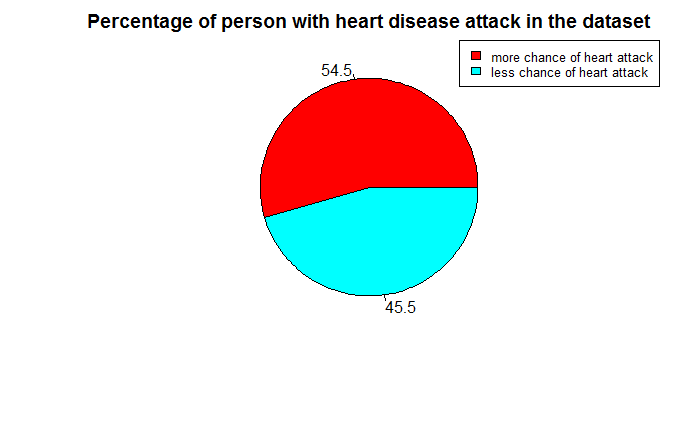 Percentage of person with heart disease attack in the dataset
more chance of heart attack
less chance of heart attack
54.5
45.5